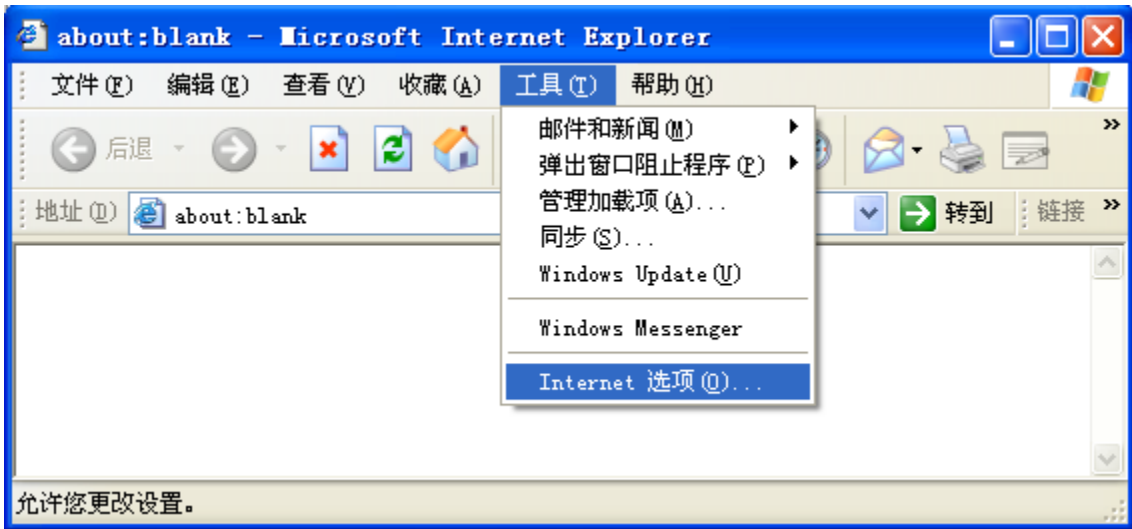 about:blank - Microsoft Internet Explorer
文件(F) 编辑(E) 查看(V) 收藏(A) 工具(T) 帮助(H)
后退
地址(D) about:blank 转到 链接
邮件和新闻(M)
弹出窗口阻止程序(P)
管理加载项(A)...
同步(S)...
Windows Update(U)
Windows Messenger
Internet 选项(O)...
允许您更改设置。